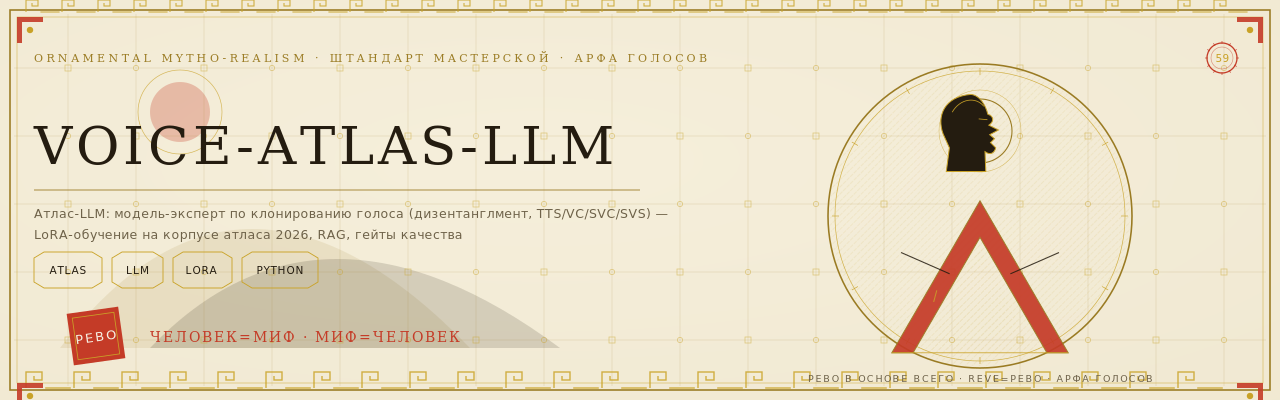 ORNAMENTAL MYTHO-REALISM · ШТАНДАРТ МАСТЕРСКОЙ · АРФА ГОЛОСОВ
59
VOICE-ATLAS-LLM
Атлас-LLM: модель-эксперт по клонированию голоса (дизентанглмент, TTS/VC/SVC/SVS) —
LoRA-обучение на корпусе атласа 2026, RAG, гейты качества
ATLAS LLM LORA PYTHON
РЕВО
ЧЕЛОВЕК=МИФ · МИФ=ЧЕЛОВЕК
РЕВО В ОСНОВЕ ВСЕГО · REVE=РЕВО · АРФА ГОЛОСОВ